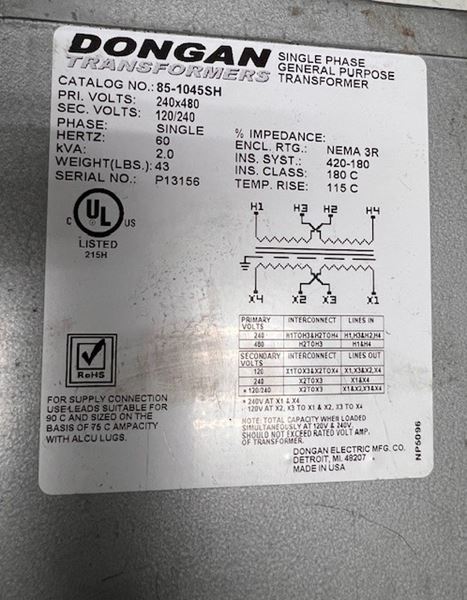 DONGAN
TRANSFORMERS
SINGLE PHASE
GENERAL PURPOSE
TRANSFORMER
CATALOG NO.: 85-1045SH
PRI. VOLTS: 240x480
SEC. VOLTS: 120/240
PHASE: SINGLE
HERTZ: 60
kVA: 2.0
WEIGHT(LBS.): 43
SERIAL NO.: P13156
% IMPEDANCE:
ENCL. RTG.: NEMA 3R
INS. SYST.: 420-180
INS. CLASS: 180 C
TEMP. RISE: 115 C
C UL US
LISTED
215H
H1 H3 H2 H4
X4 X2 X3 X1
PRIMARY VOLTS INTERCONNECT LINES IN
240 H1TOH3&H2TOH4 H1,H3&H2,H4
480 H2TOH3 H1&H4
SECONDARY VOLTS INTERCONNECT LINES OUT
120 X1TOX3&X2TOX4 X1,X3&X2,X4
240 X2TOX3 X1&X4
* 120/240 X2TOX3 X1&X2,X3&X4
* 240V AT X1 & X4
120V AT X2, X3 TO X1 & X2, X3 TO X4
NOTE: TOTAL CAPACITY WHEN LOADED
SIMULTANEOUSLY AT 120V & 240V.
SHOULD NOT EXCEED RATED VOLT AMP.
OF TRANSFORMER.
RoHS
FOR SUPPLY CONNECTION
USE LEADS SUITABLE FOR
90 C AND SIZED ON THE
BASIS OF 75 C AMPACITY
WITH ALCU LUGS.
DONGAN ELECTRIC MFG. CO.
DETROIT, MI. 48207
MADE IN USA
NP5096